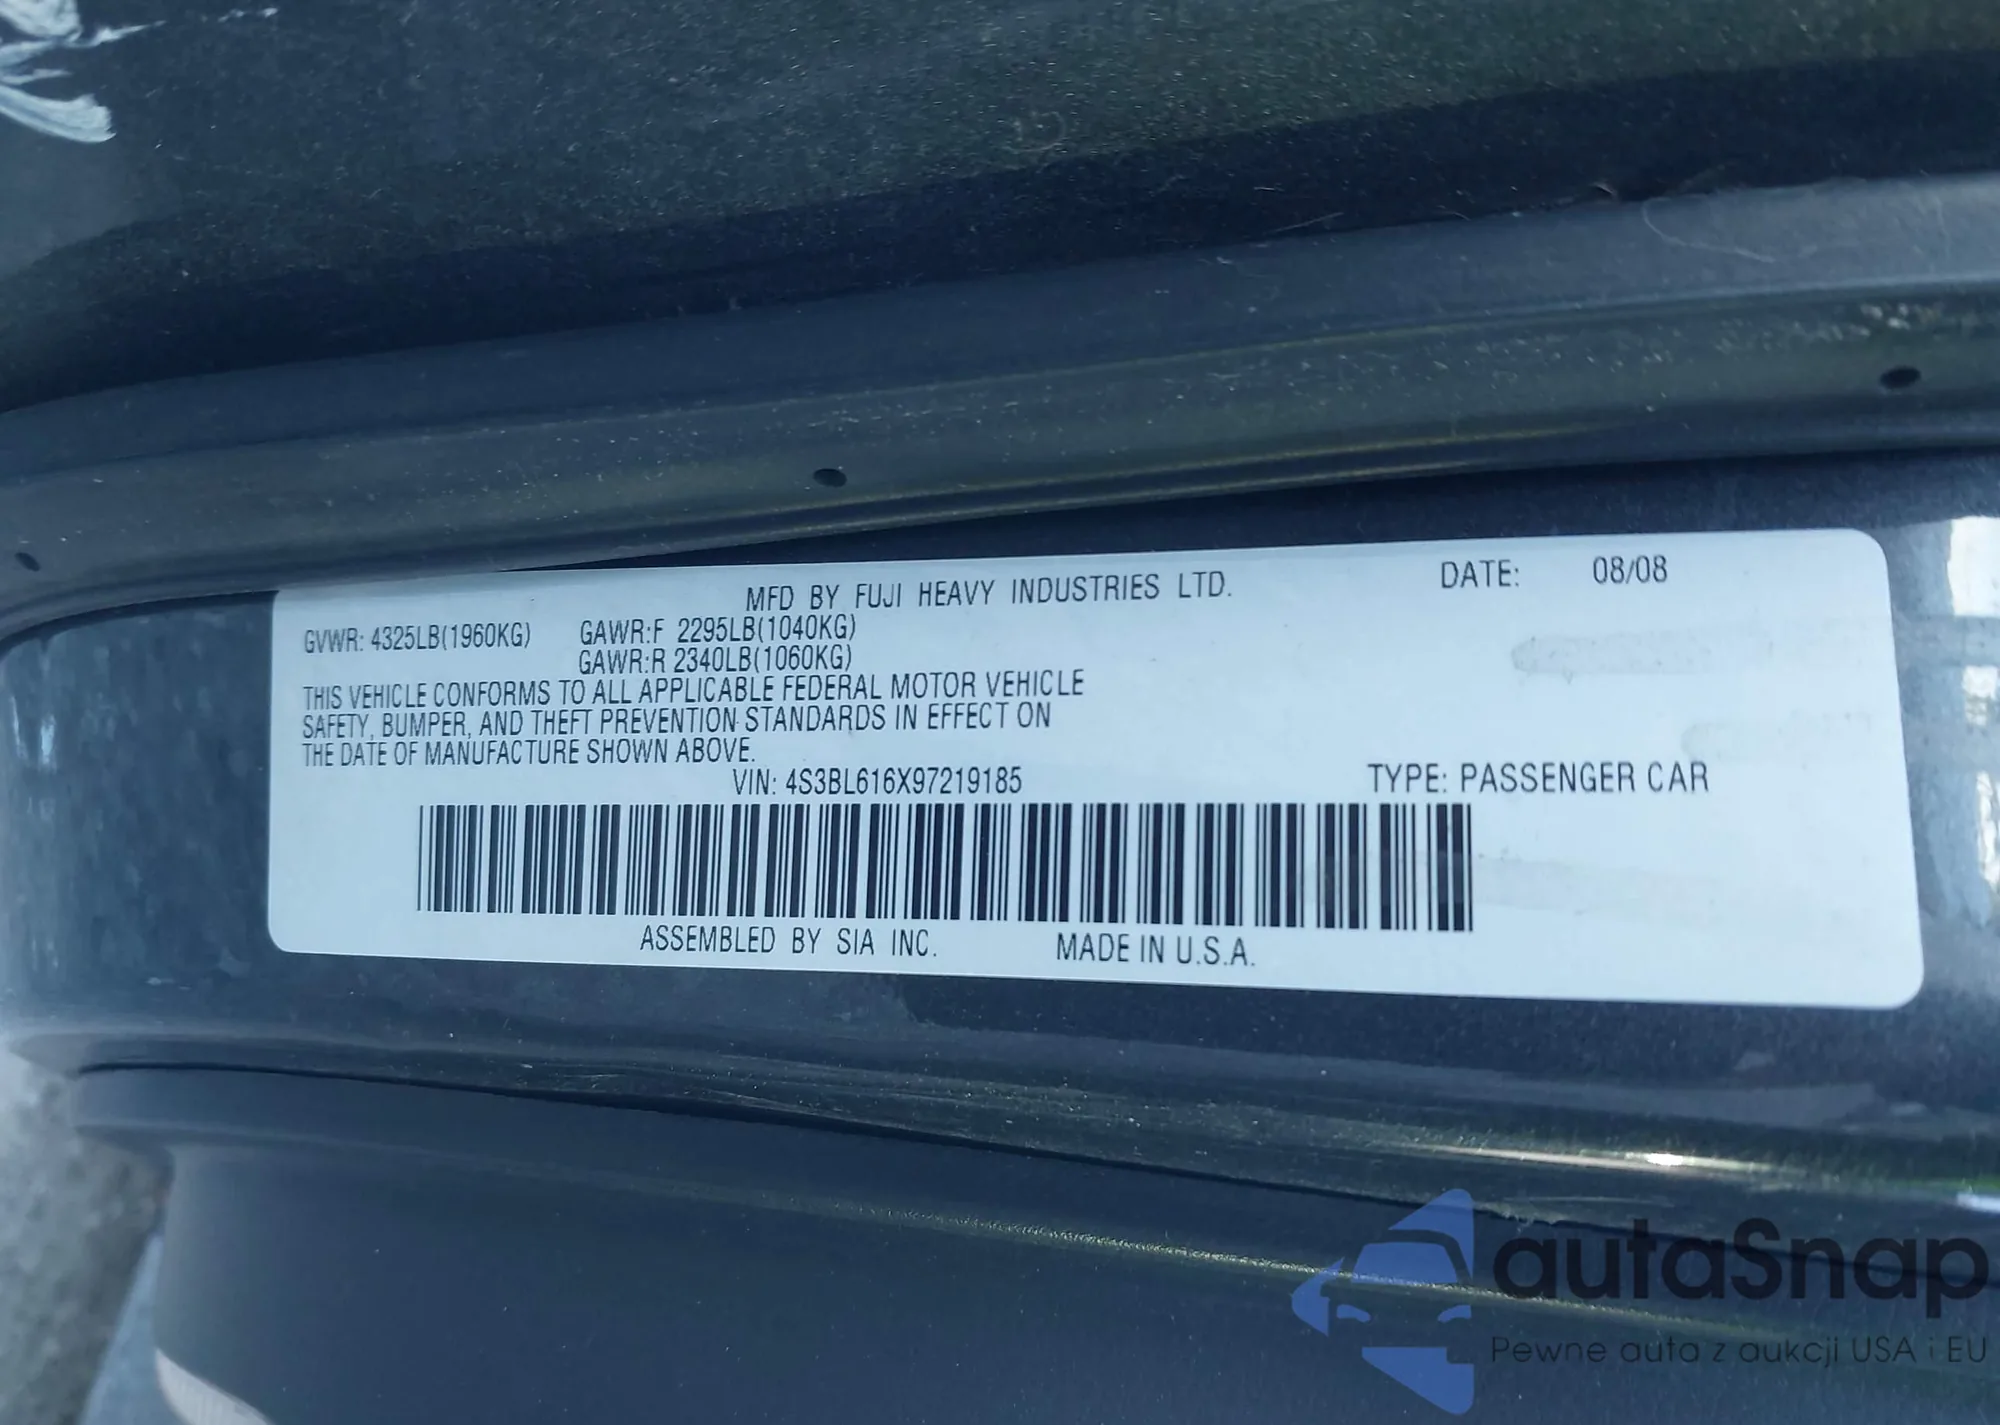 MFD BY FUJI HEAVY INDUSTRIES LTD. DATE: 08/08
GVWR: 4325LB(1960KG) GAWR:F 2295LB(1040KG)
GAWR:R 2340LB(1060KG)
THIS VEHICLE CONFORMS TO ALL APPLICABLE FEDERAL MOTOR VEHICLE
SAFETY, BUMPER, AND THEFT PREVENTION STANDARDS IN EFFECT ON
THE DATE OF MANUFACTURE SHOWN ABOVE.
VIN: 4S3BL616X97219185 TYPE: PASSENGER CAR
ASSEMBLED BY SIA INC. MADE IN U.S.A.
autaSnap
Pewne auta z aukcji USA i EU